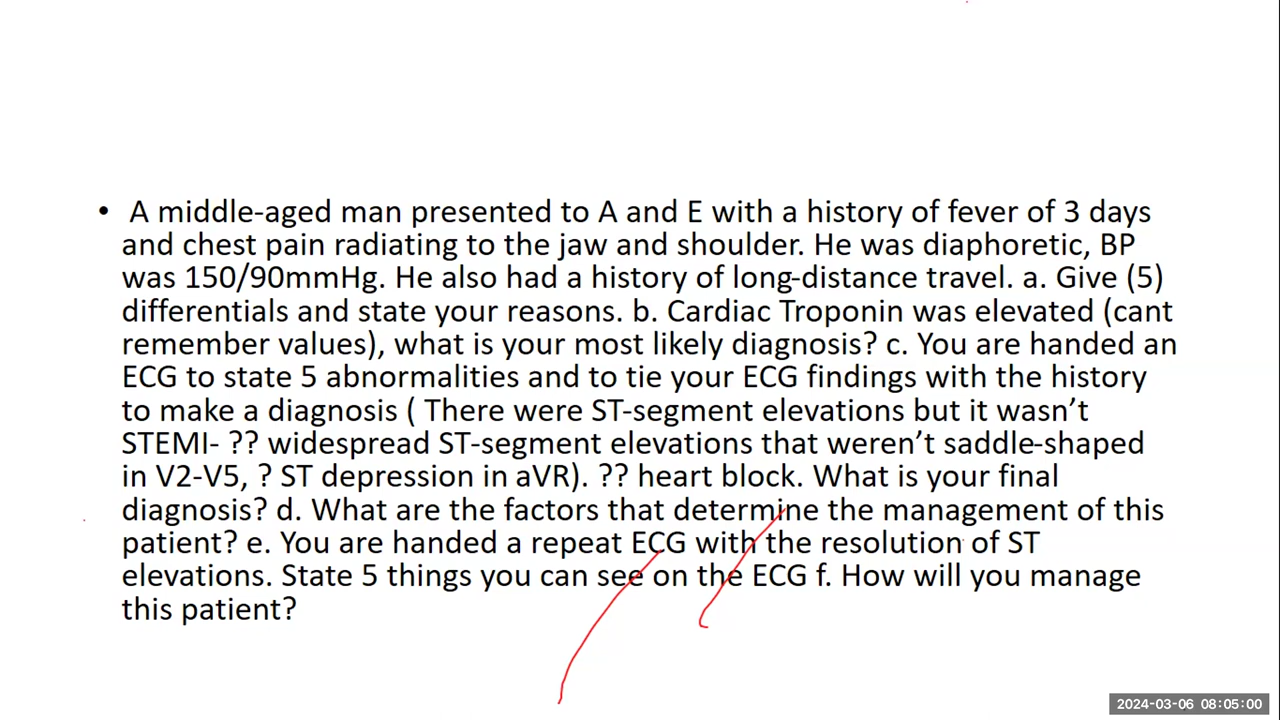 • A middle-aged man presented to A and E with a history of fever of 3 days
and chest pain radiating to the jaw and shoulder. He was diaphoretic, BP
was 150/90mmHg. He also had a history of long-distance travel. a. Give (5)
differentials and state your reasons. b. Cardiac Troponin was elevated (cant
remember values), what is your most likely diagnosis? c. You are handed an
ECG to state 5 abnormalities and to tie your ECG findings with the history
to make a diagnosis ( There were ST-segment elevations but it wasn’t
STEMI- ?? widespread ST-segment elevations that weren’t saddle-shaped
in V2-V5, ? ST depression in aVR). ?? heart block. What is your final
diagnosis? d. What are the factors that determine the management of this
patient? e. You are handed a repeat ECG with the resolution of ST
elevations. State 5 things you can see on the ECG f. How will you manage
this patient?
2024-03-06 08:05:00